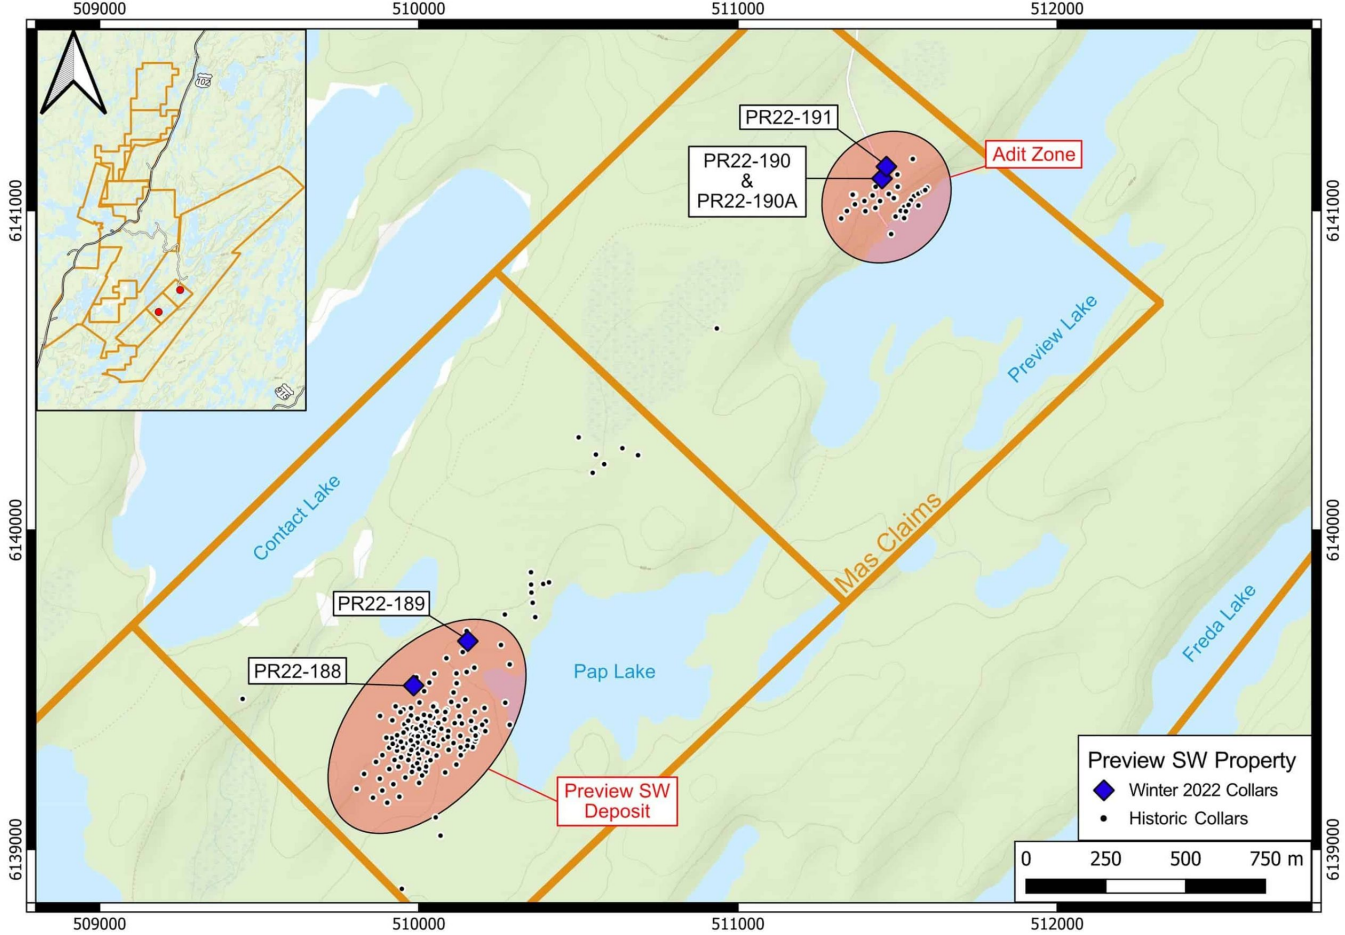 509000
510000
511000
512000
102
PR22-191
PR22-190
&
PR22-190A
Adit Zone
6141000
6141000
Preview Lake
Contact Lake
Mas Claims
6140000
6140000
PR22-189
PR22-188
Pap Lake
Freda Lake
Preview SW
Deposit
Preview SW Property
Winter 2022 Collars
Historic Collars
6139000
6139000
0 250 500 750 m
509000
510000
511000
512000